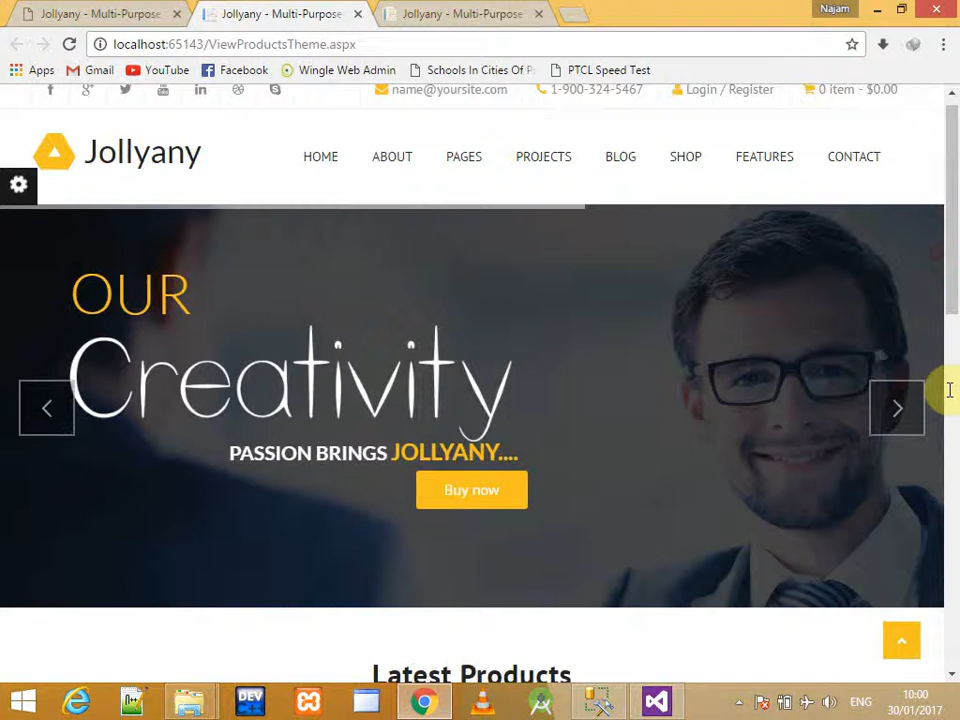 Jollyany - Multi-Purpose
Jollyany - Multi-Purpose
Jollyany - Multi-Purpose
Najam
localhost:65143/ViewProductsTheme.aspx
Apps Gmail YouTube Facebook Wingle Web Admin Schools In Cities Of P PTCL Speed Test
name@yoursite.com 1-900-324-5467 Login / Register 0 item - $0.00
Jollyany
HOME ABOUT PAGES PROJECTS BLOG SHOP FEATURES CONTACT
OUR
Creativity
PASSION BRINGS JOLLYANY....
Buy now
Latest Products
DEV
ENG
10:00
30/01/2017